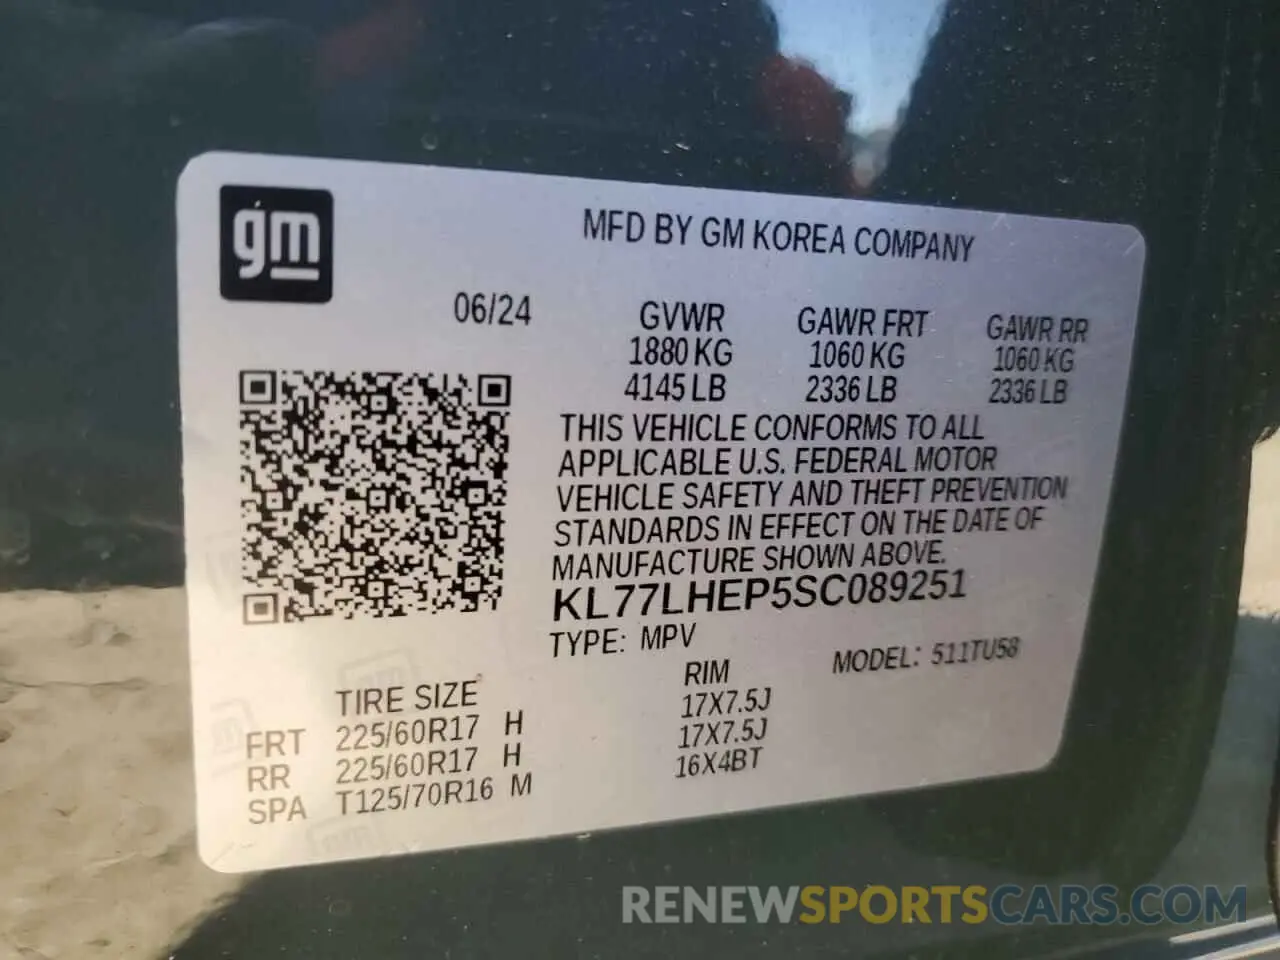 gm
MFD BY GM KOREA COMPANY
06/24
GVWR GAWR FRT GAWR RR
1880 KG 1060 KG 1060 KG
4145 LB 2336 LB 2336 LB
THIS VEHICLE CONFORMS TO ALL
APPLICABLE U.S. FEDERAL MOTOR
VEHICLE SAFETY AND THEFT PREVENTION
STANDARDS IN EFFECT ON THE DATE OF
MANUFACTURE SHOWN ABOVE.
KL77LHEP5SC089251
TYPE: MPV MODEL: 511TU58
TIRE SIZE RIM
FRT 225/60R17 H 17X7.5J
RR 225/60R17 H 17X7.5J
SPA T125/70R16 M 16X4BT
RENEWSPORTSCARS.COM